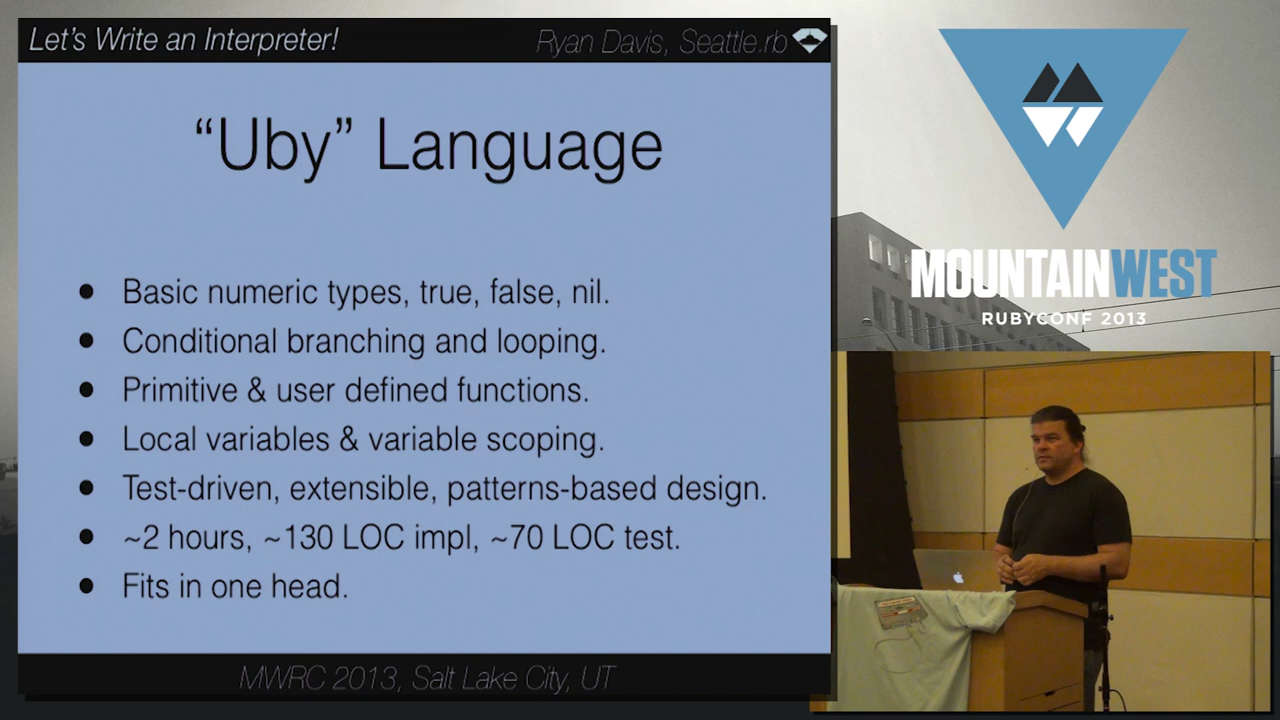 Let's Write an Interpreter!
Ryan Davis, Seattle.rb
“Uby” Language
• Basic numeric types, true, false, nil.
• Conditional branching and looping.
• Primitive & user defined functions.
• Local variables & variable scoping.
• Test-driven, extensible, patterns-based design.
• ~2 hours, ~130 LOC impl, ~70 LOC test.
• Fits in one head.
MWRC 2013, Salt Lake City, UT
MOUNTAINWEST
RUBYCONF 2013